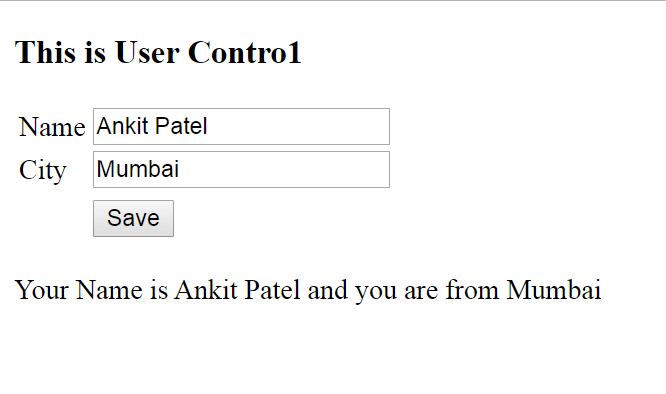 This is User Contro1
Name Ankit Patel
City Mumbai
Save
Your Name is Ankit Patel and you are from Mumbai